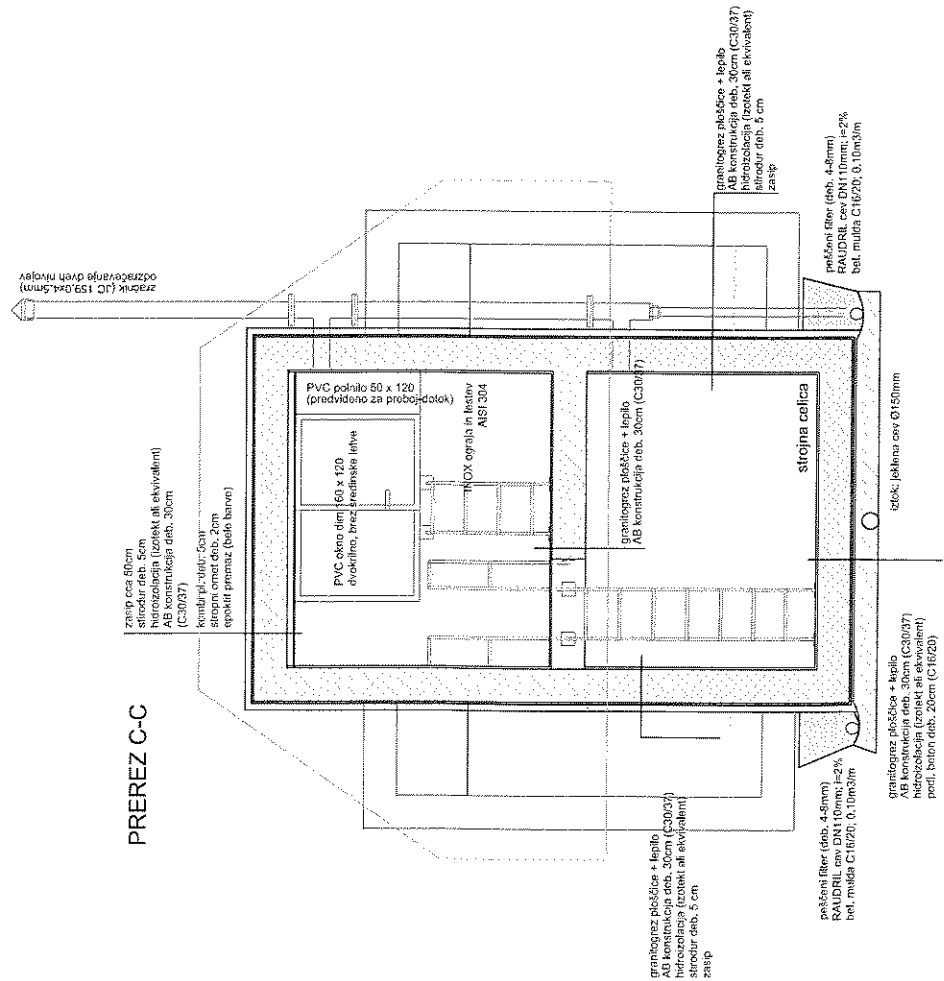 PREREZ C-C
zasip cca 50cm
stirodur deb. 5cm
hidroizolacija (izotekt ali ekvivalent)
AB konstrukcija deb. 30cm
(C30/37)
kombi pl. deb. 5cm
stropni omet deb. 2cm
epoksit premaz (bele barve)
zračnik (JC 159.0x4.5mm)
odzračevanje dveh nivojev
PVC polnilo 50 x 120
(predvideno za preboj-dotok)
PVC okno dim 160 x 120
dvokrilno, brez sredinske letve
INOX ograja in lestev
AISI 304
granitogrez ploščice + lepilo
AB konstrukcija deb. 30cm (C30/37)
strojna celica
granitogrez ploščice + lepilo
AB konstrukcija deb. 30cm (C30/37)
hidroizolacija (izotekt ali ekvivalent)
stirodur deb. 5 cm
zasip
peščeni filter (deb. 4-8mm)
RAUDRIL cev DN110mm; i=2%
bet. mulda C16/20; 0.10m3/m
iztok: jeklena cev Ø150mm
granitogrez ploščice + lepilo
AB konstrukcija deb. 30cm (C30/37)
hidroizolacija (izotekt ali ekvivalent)
podl. beton deb. 20cm (C16/20)
peščeni filter (deb. 4-8mm)
RAUDRIL cev DN110mm; i=2%
bet. mulda C16/20; 0.10m3/m
granitogrez ploščice + lepilo
AB konstrukcija deb. 30cm (C30/37)
hidroizolacija (izotekt ali ekvivalent)
stirodur deb. 5 cm
zasip